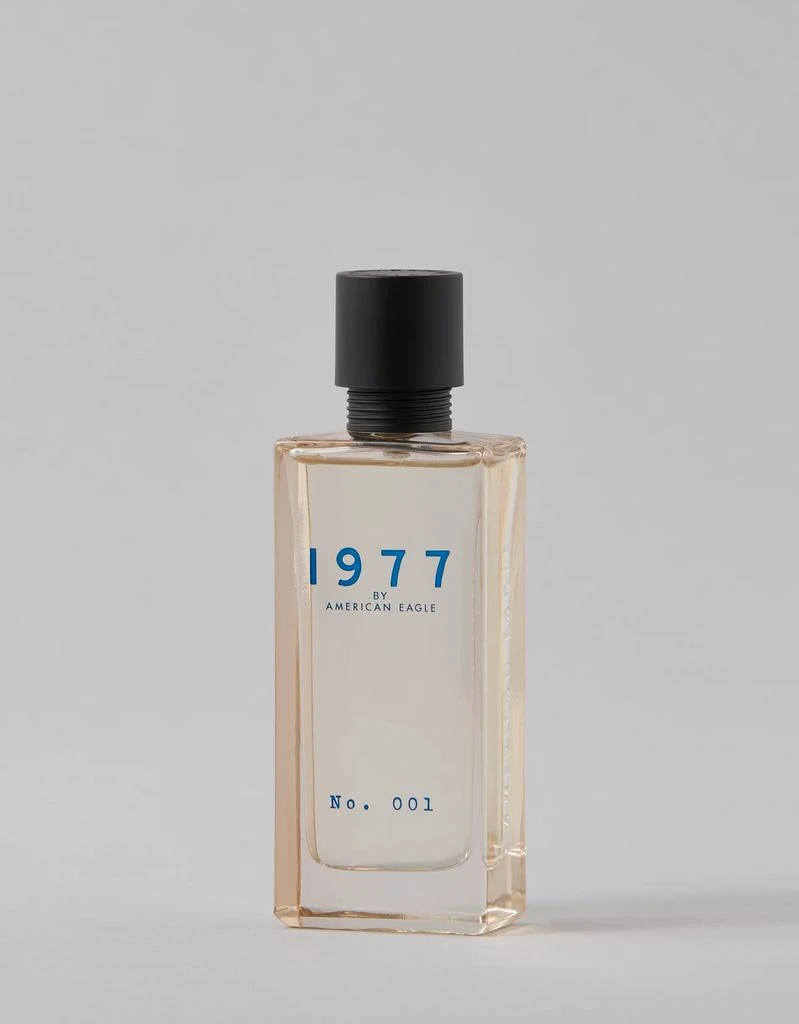 1977
BY
AMERICAN EAGLE
No. 001